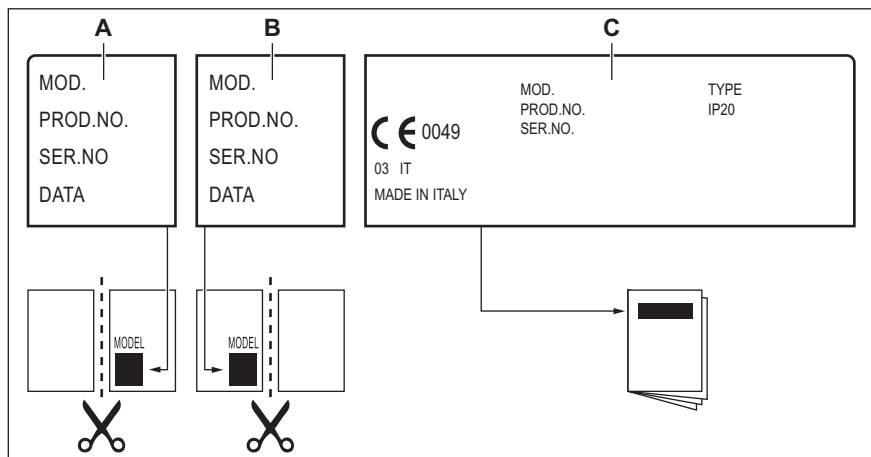 A
B
C
MOD.
PROD.NO.
SER.NO
DATA
MOD.
PROD.NO.
SER.NO
DATA
MOD.
PROD.NO.
SER.NO.
TYPE
IP20
CE 0049
03 IT
MADE IN ITALY
MODEL
MODEL